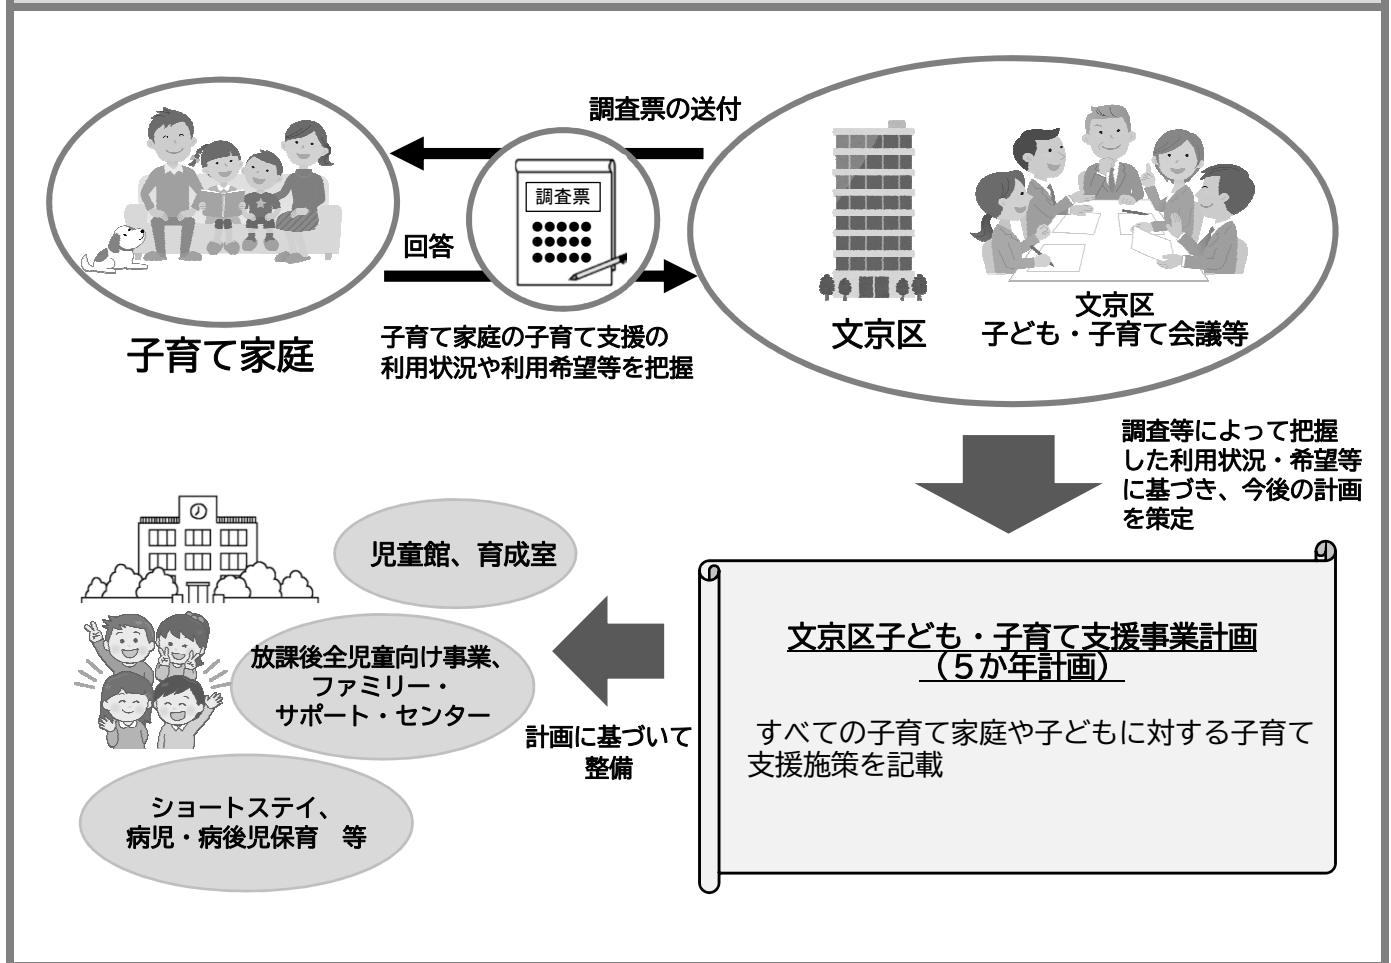 調査票の送付
調査票
回答
子育て家庭
子育て家庭の子育て支援の
利用状況や利用希望等を把握
文京区
文京区
子ども・子育て会議等
調査等によって把握
した利用状況・希望等
に基づき、今後の計画
を策定
文京区子ども・子育て支援事業計画
（５か年計画）
すべての子育て家庭や子どもに対する子育て
支援施策を記載
計画に基づいて
整備
児童館、育成室
放課後全児童向け事業、
ファミリー・
サポート・センター
ショートステイ、
病児・病後児保育　等